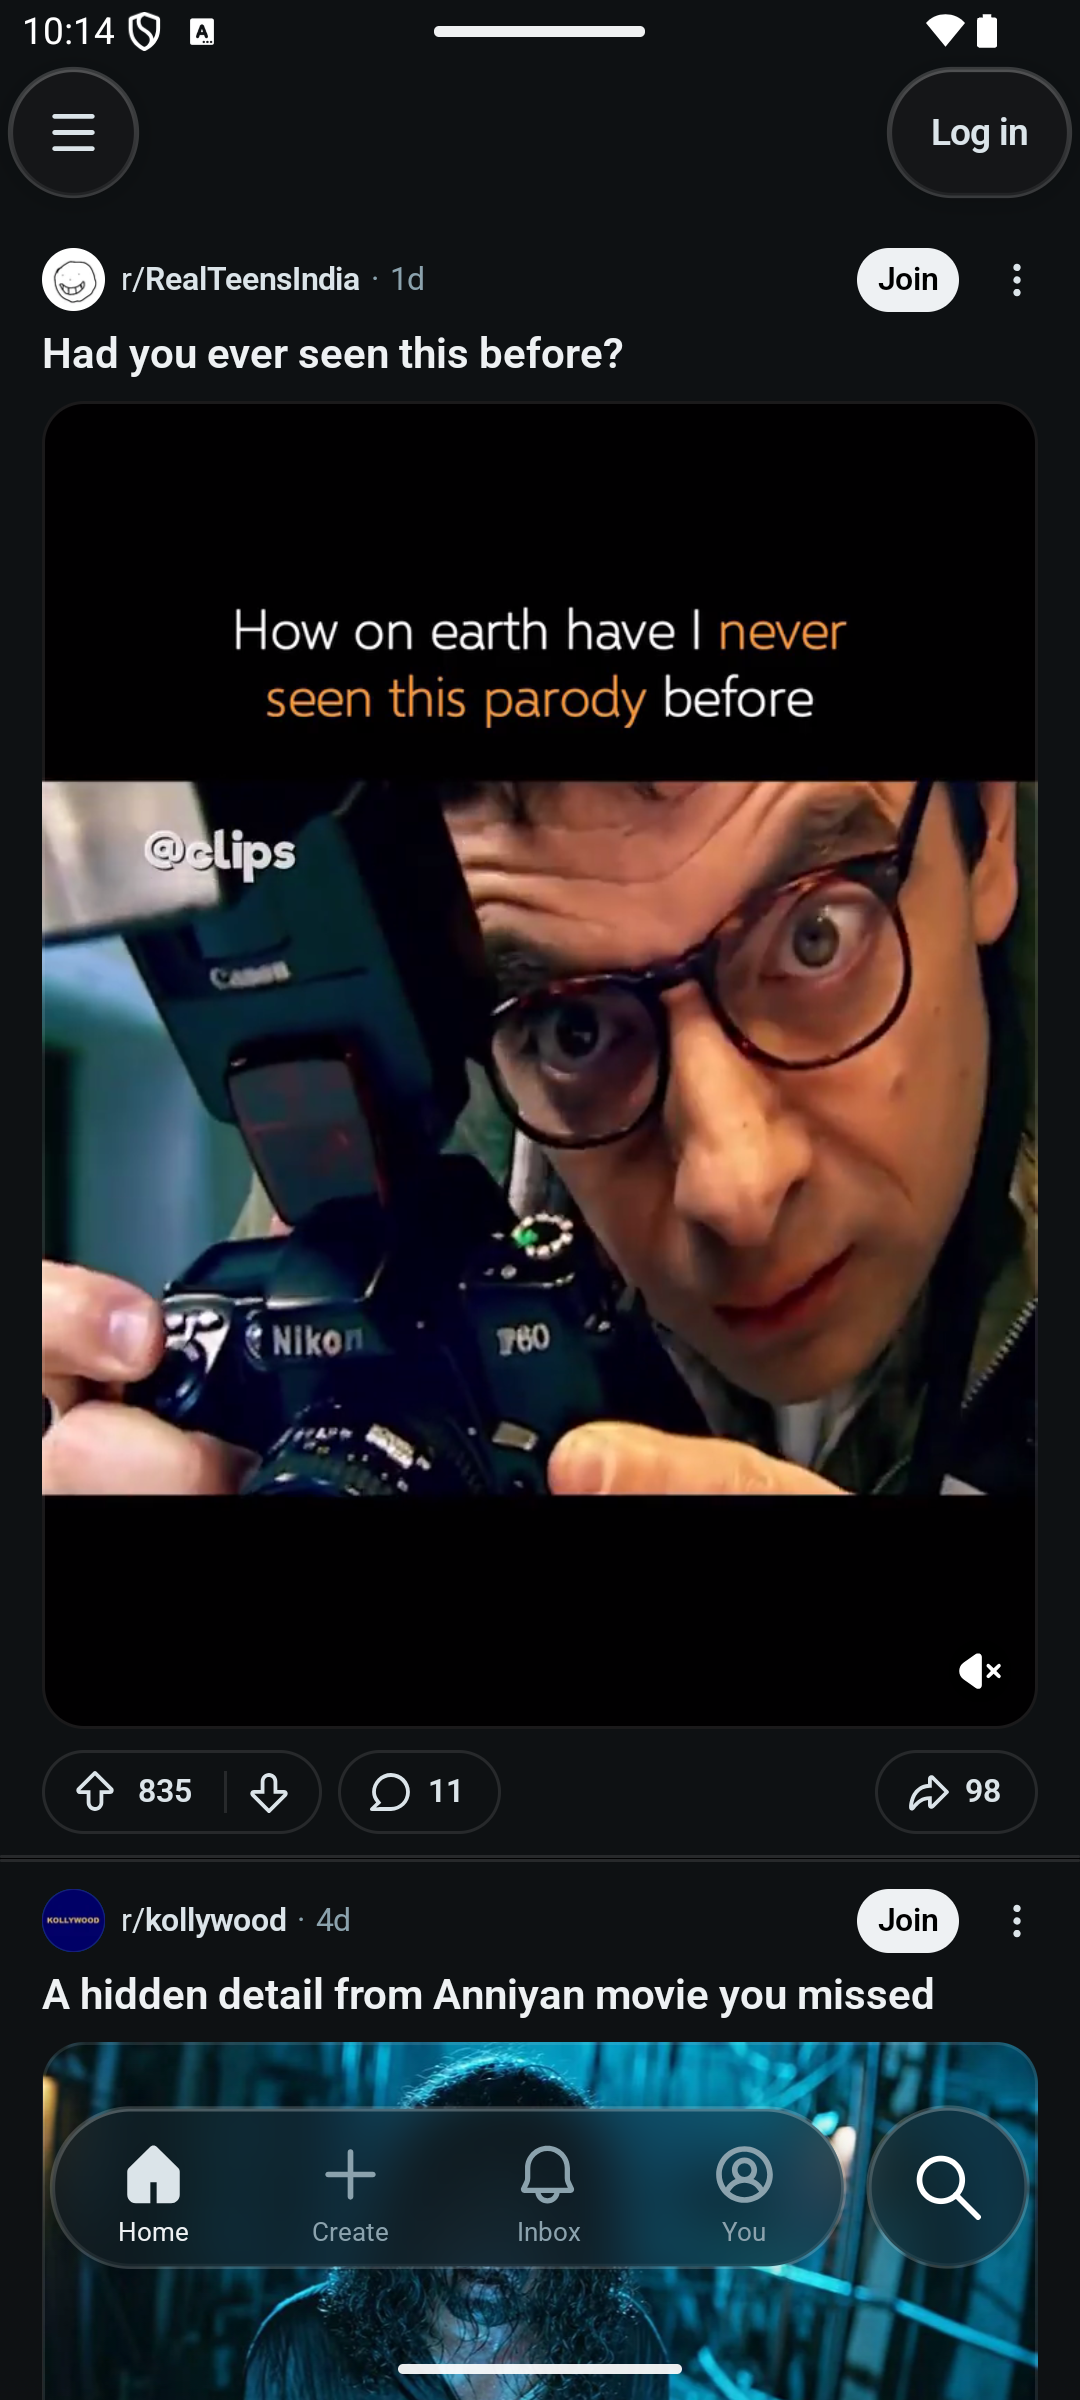 10:14
Log in
r/RealTeensIndia · 1d
Join
Had you ever seen this before?
How on earth have I never
seen this parody before
@clips
Canon
Nikon
F60
835
11
98
KOLLYWOOD
r/kollywood · 4d
Join
A hidden detail from Anniyan movie you missed
Home
Create
Inbox
You